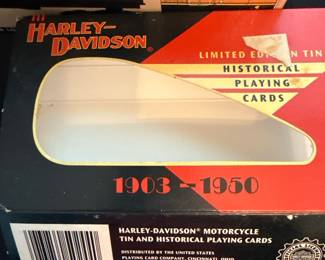 HARLEY-
DAVIDSON®
LIMITED EDITION TIN
HISTORICAL
PLAYING
CARDS
1903 - 1950
HARLEY-DAVIDSON® MOTORCYCLE
TIN AND HISTORICAL PLAYING CARDS
DISTRIBUTED BY THE UNITED STATES
PLAYING CARD COMPANY, CINCINNATI, OHIO